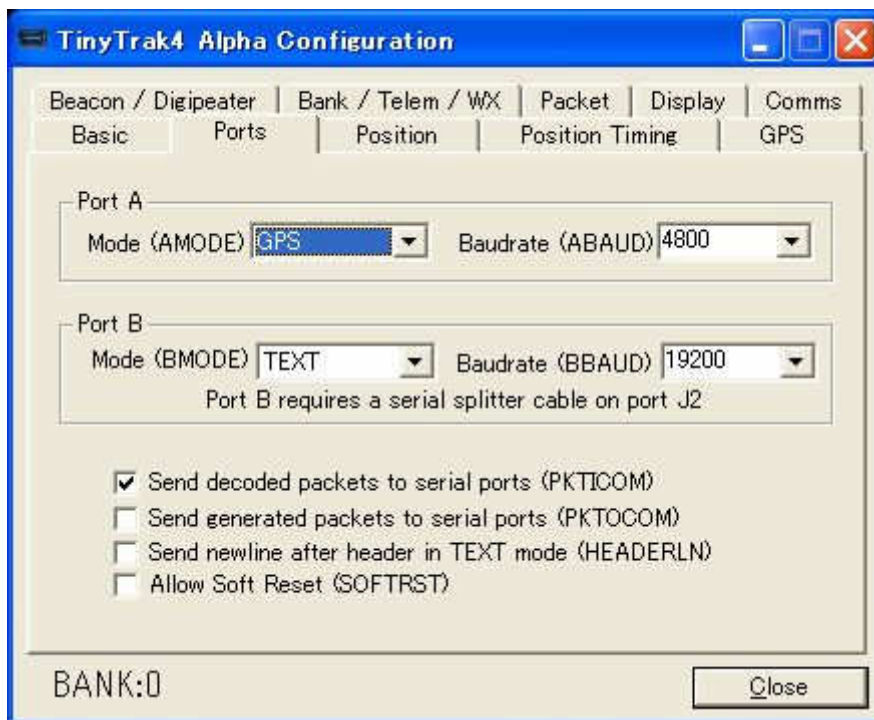 TinyTrak4 Alpha Configuration
Beacon / Digipeater Bank / Telem / WX Packet Display Comms
Basic Ports Position Position Timing GPS
Port A
Mode (AMODE) GPS Baudrate (ABAUD) 4800
Port B
Mode (BMODE) TEXT Baudrate (BBAUD) 19200
Port B requires a serial splitter cable on port J2
Send decoded packets to serial ports (PKTICOM)
Send generated packets to serial ports (PKTOCOM)
Send newline after header in TEXT mode (HEADERLN)
Allow Soft Reset (SOFTRST)
BANK:0 Close